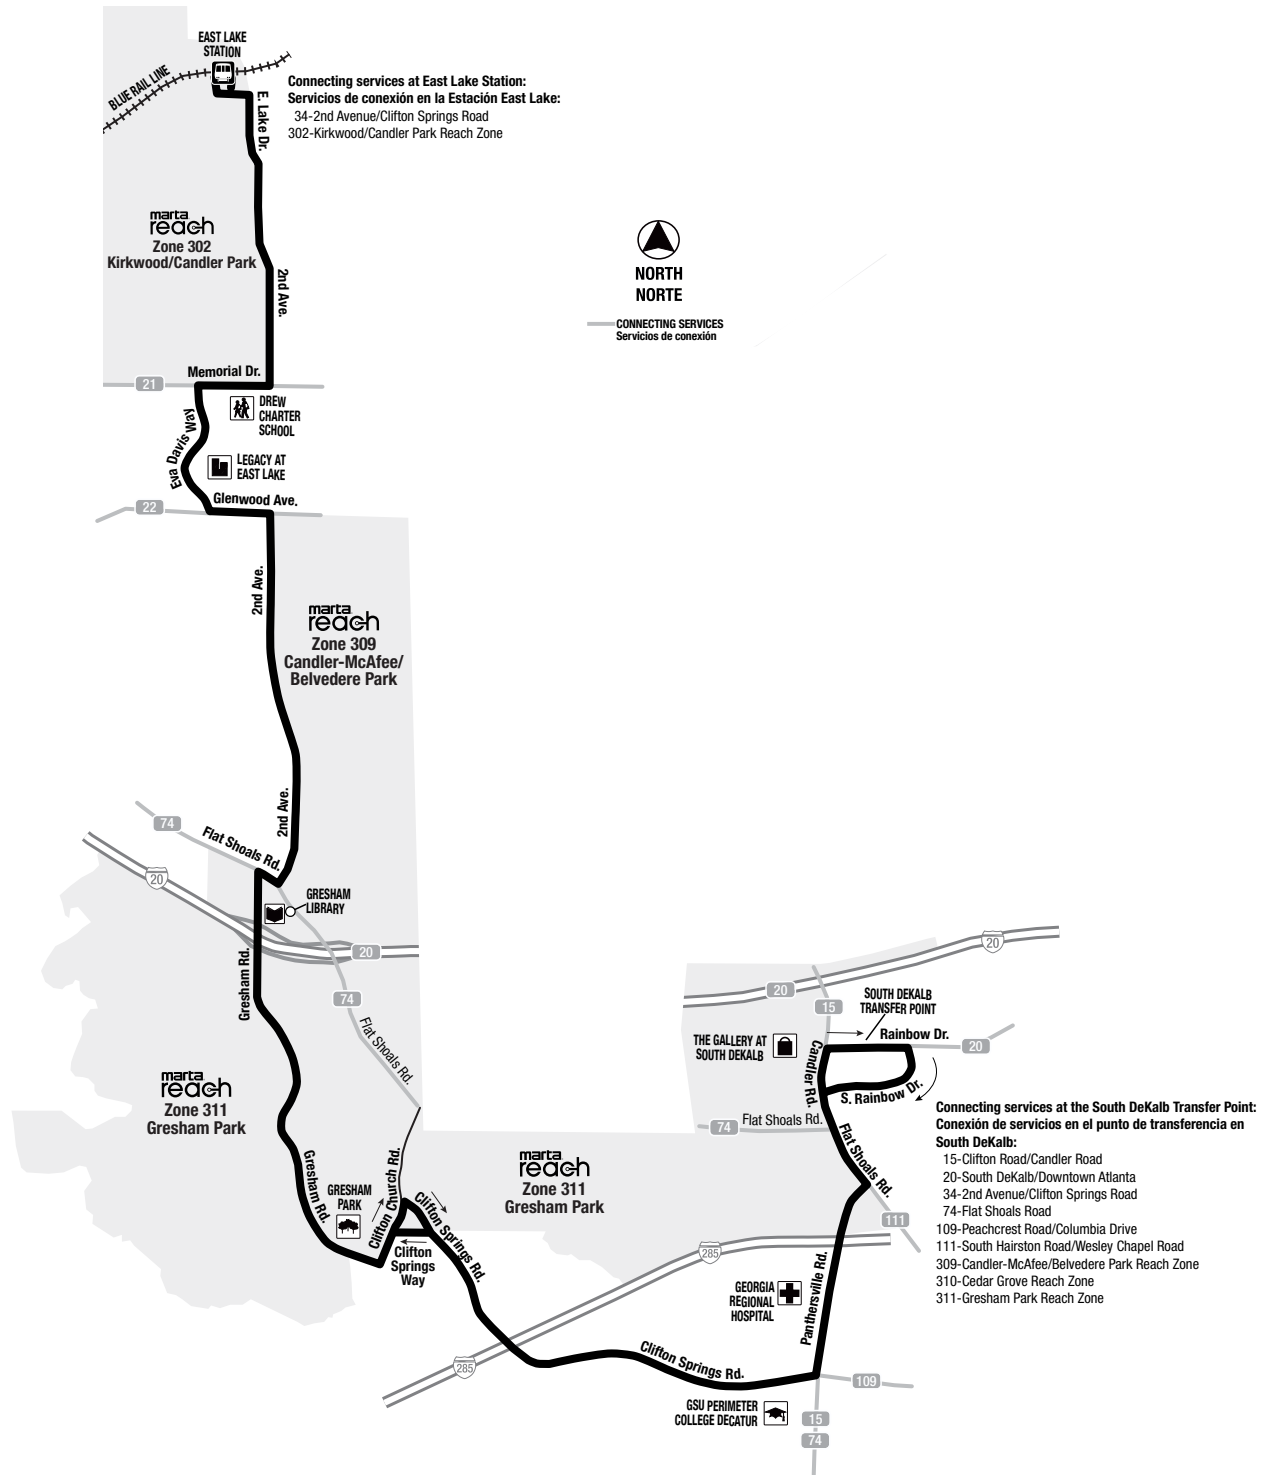 EAST LAKE
STATION
BLUE RAIL LINE
E. Lake Dr.
Connecting services at East Lake Station:
Servicios de conexión en la Estación East Lake:
34-2nd Avenue/Clifton Springs Road
302-Kirkwood/Candler Park Reach Zone
marta
reach
Zone 302
Kirkwood/Candler Park
2nd Ave.
NORTH
NORTE
CONNECTING SERVICES
Servicios de conexión
Memorial Dr.
21
DREW
CHARTER
SCHOOL
Eva Davis Way
LEGACY AT
EAST LAKE
Glenwood Ave.
22
2nd Ave.
marta
reach
Zone 309
Candler-McAfee/
Belvedere Park
2nd Ave.
74
Flat Shoals Rd.
20
GRESHAM
LIBRARY
Gresham Rd.
20
74
Flat Shoals Rd.
marta
reach
Zone 311
Gresham Park
Gresham Rd.
GRESHAM
PARK
Clifton Church Rd.
Clifton Springs Rd.
Clifton
Springs
Way
marta
reach
Zone 311
Gresham Park
20
20
15
SOUTH DEKALB
TRANSFER POINT
THE GALLERY AT
SOUTH DEKALB
Rainbow Dr.
20
Candler Rd.
S. Rainbow Dr.
74
Flat Shoals Rd.
Flat Shoals Rd.
111
Connecting services at the South DeKalb Transfer Point:
Conexión de servicios en el punto de transferencia en
South DeKalb:
15-Clifton Road/Candler Road
20-South DeKalb/Downtown Atlanta
34-2nd Avenue/Clifton Springs Road
74-Flat Shoals Road
109-Peachcrest Road/Columbia Drive
111-South Hairston Road/Wesley Chapel Road
309-Candler-McAfee/Belvedere Park Reach Zone
310-Cedar Grove Reach Zone
311-Gresham Park Reach Zone
285
GEORGIA
REGIONAL
HOSPITAL
Panthersville Rd.
285
Clifton Springs Rd.
109
GSU PERIMETER
COLLEGE DECATUR
15
74